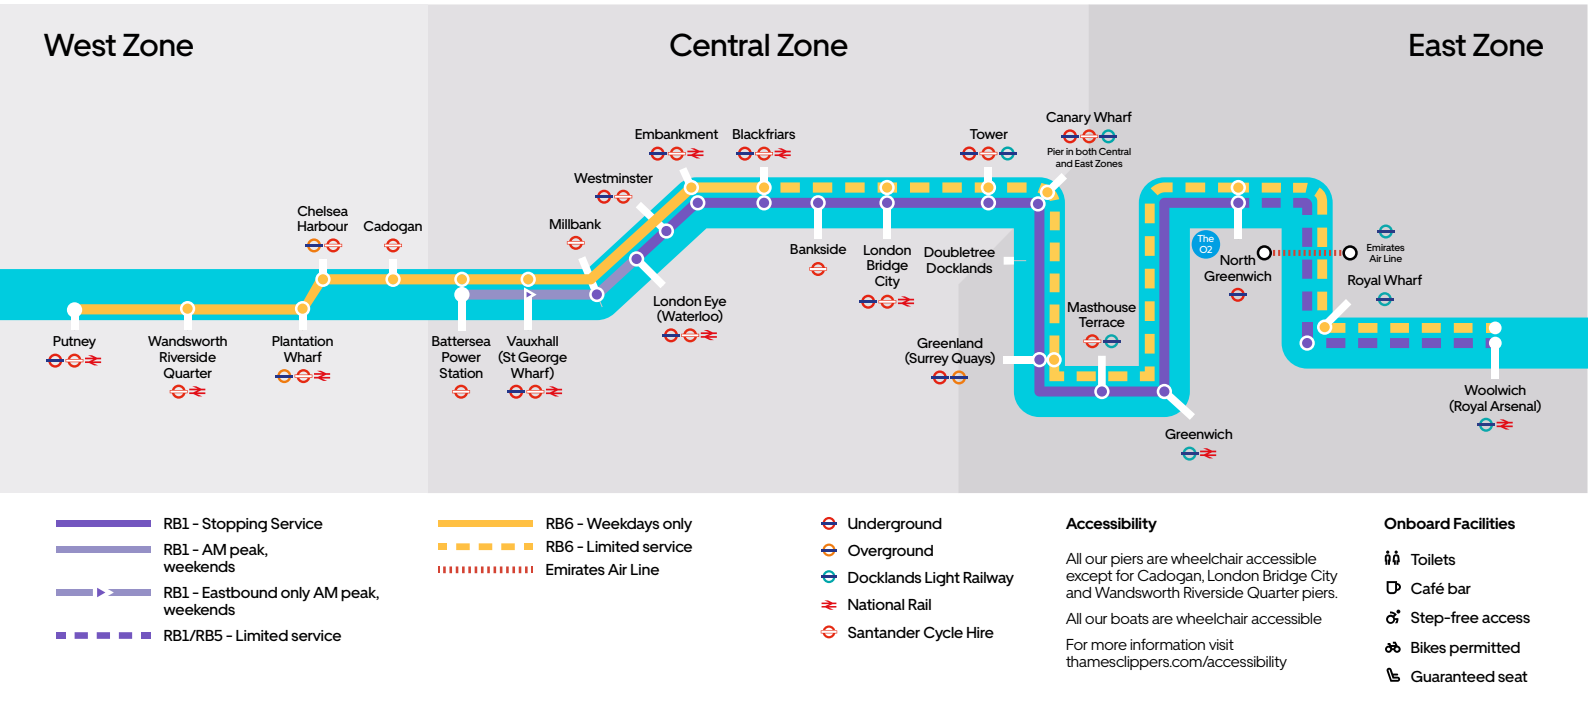 West Zone
Central Zone
East Zone
Canary Wharf
Pier in both Central
and East Zones
Embankment
Blackfriars
Tower
Westminster
Chelsea
Harbour
Cadogan
Millbank
Bankside
London
Bridge
City
Doubletree
Docklands
The
O2
North
Greenwich
Emirates
Air Line
Royal Wharf
London Eye
(Waterloo)
Masthouse
Terrace
Putney
Wandsworth
Riverside
Quarter
Plantation
Wharf
Battersea
Power
Station
Vauxhall
(St George
Wharf)
Greenland
(Surrey Quays)
Greenwich
Woolwich
(Royal Arsenal)
RB1 - Stopping Service
RB1 - AM peak,
weekends
RB1 - Eastbound only AM peak,
weekends
RB1/RB5 - Limited service
RB6 - Weekdays only
RB6 - Limited service
Emirates Air Line
Underground
Overground
Docklands Light Railway
National Rail
Santander Cycle Hire
Accessibility
All our piers are wheelchair accessible
except for Cadogan, London Bridge City
and Wandsworth Riverside Quarter piers.
All our boats are wheelchair accessible
For more information visit
thamesclippers.com/accessibility
Onboard Facilities
Toilets
Café bar
Step-free access
Bikes permitted
Guaranteed seat